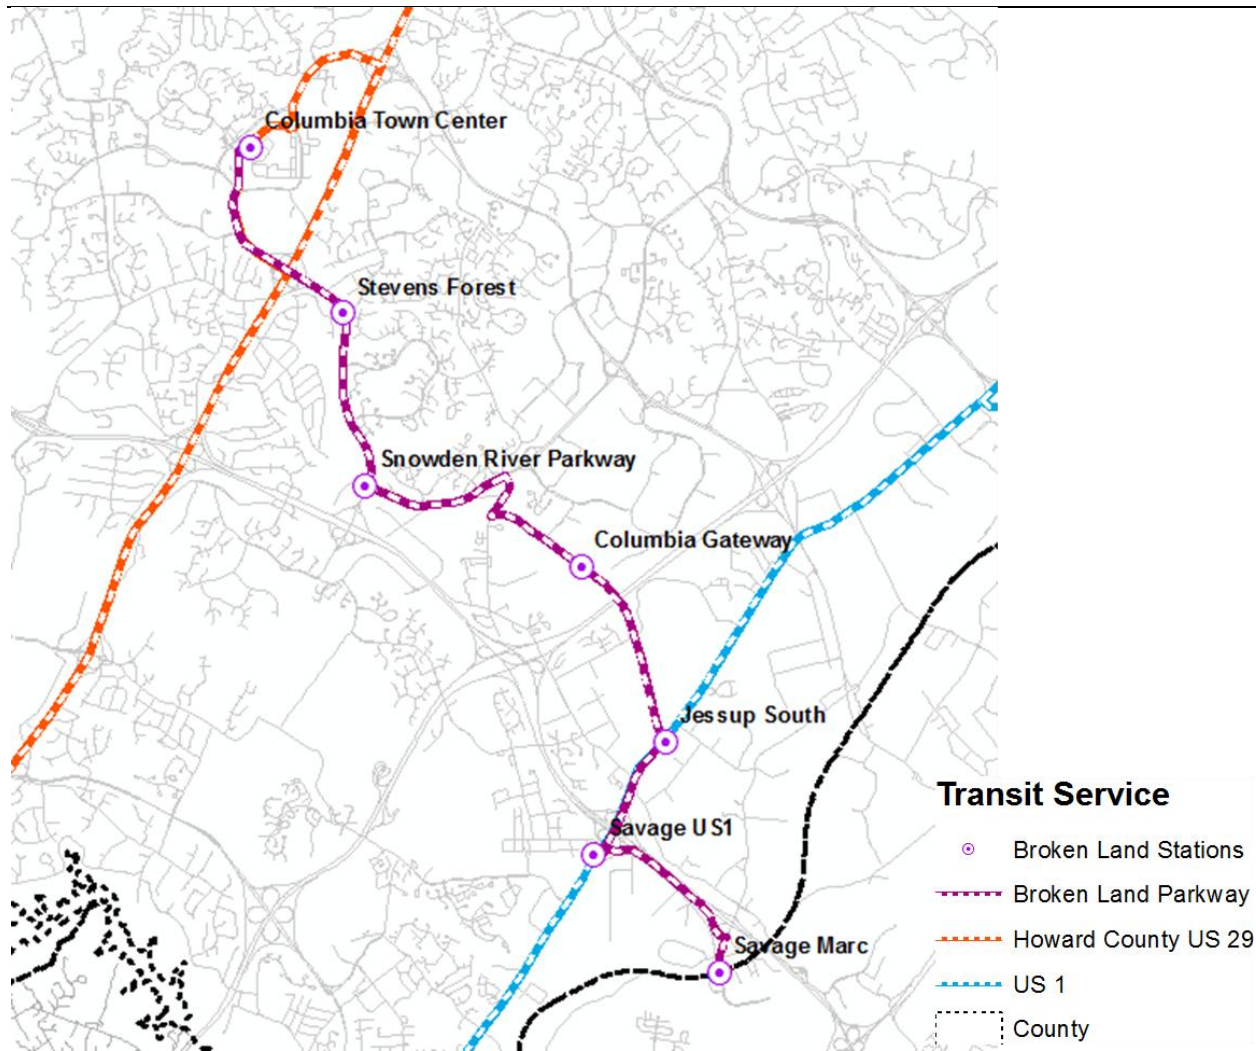 Columbia Town Center
Stevens Forest
Snowden River Parkway
Columbia Gateway
Jessup South
Savage US1
Savage Marc
Transit Service
Broken Land Stations
Broken Land Parkway
Howard County US 29
US 1
County